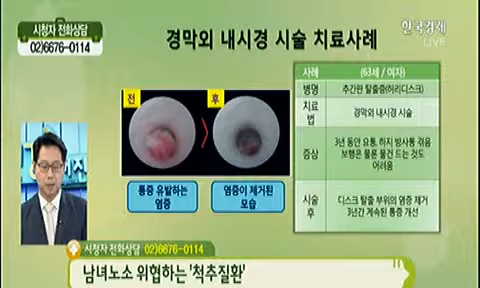 시청자 전화상담
02)6676-0114
경막외 내시경 시술 치료사례
한국경제
LIVE
전
후
통증 유발하는
염증
염증이 제거된
모습
사례
(63세 / 여자)
병명
추간판 탈출증(허리디스크)
치료
법
경막외 내시경 시술
증상
3년 동안 요통, 하지 방사통 겪음
보행은 물론 물건 드는 것도
어려움
시술
후
디스크 탈출 부위의 염증 제거
3년간 계속된 통증 개선
시청자 전화상담 02)6676-0114
남녀노소 위협하는 '척추질환'